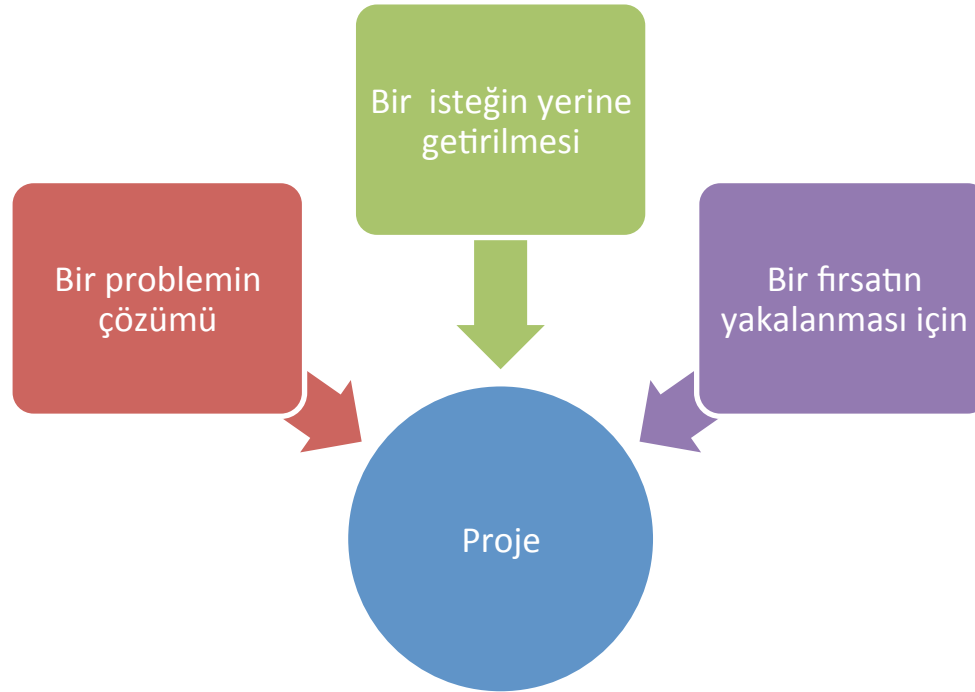 Bir isteğin yerine
getirilmesi
Bir problemin
çözümü
Bir fırsatın
yakalanması için
Proje